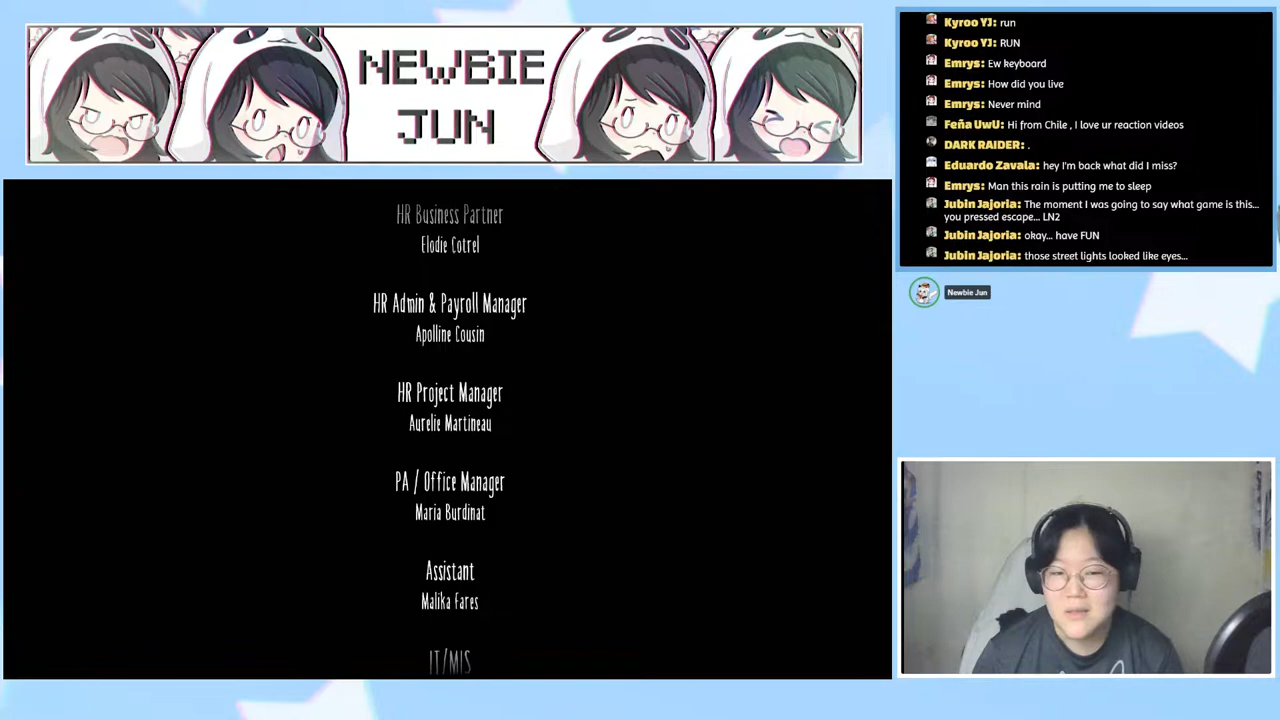 NEWBIE
JUN
HR Business Partner
Elodie Cotrel
HR Admin & Payroll Manager
Apolline Cousin
HR Project Manager
Aurelie Martineau
PA / Office Manager
Maria Burdinat
Assistant
Malika Fares
IT/MIS
Kyroo YJ: run
Kyroo YJ: RUN
Emrys: Ew keyboard
Emrys: How did you live
Emrys: Never mind
Feña UwU: Hi from Chile , I love ur reaction videos
DARK RAIDER: .
Eduardo Zavala: hey I'm back what did I miss?
Emrys: Man this rain is putting me to sleep
Jubin Jajoria: The moment I was going to say what game is this...
you pressed escape... LN2
Jubin Jajoria: okay... have FUN
Jubin Jajoria: those street lights looked like eyes...
Newbie Jun